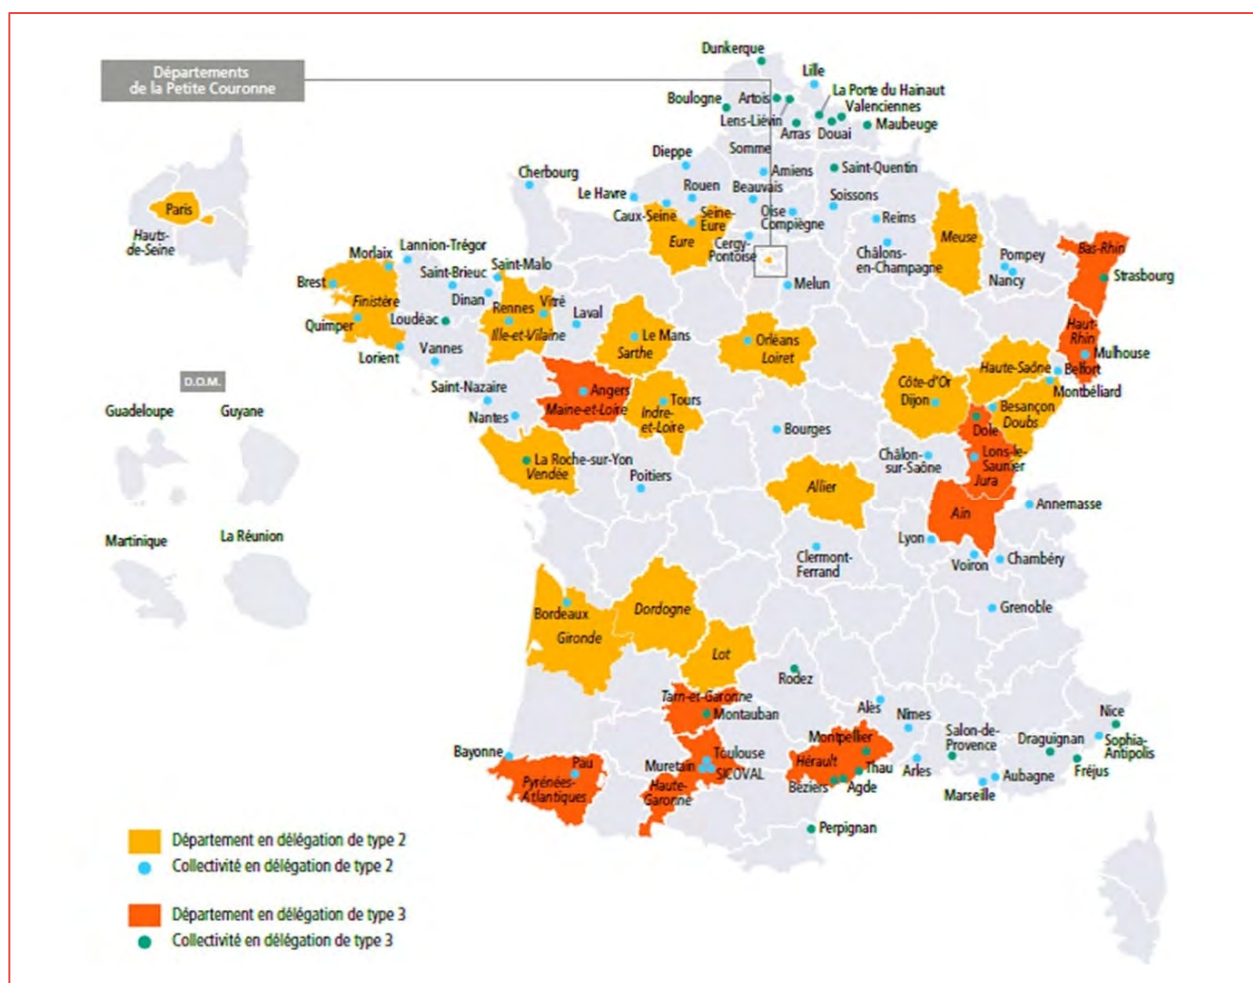 Départements
de la Petite Couronne
Paris
Hauts-
de-Seine
D.O.M.
Guadeloupe
Guyane
Martinique
La Réunion
Dunkerque
Lille
La Porte du Hainaut
Boulogne
Artois
Valenciennes
Lens-Liévin
Arras
Douai
Maubeuge
Somme
Dieppe
Amiens
Saint-Quentin
Cherbourg
Le Havre
Rouen
Beauvais
Soissons
Caux-Seine
Seine-
Eure
Oise
Compiègne
Reims
Eure
Cergy-
Pontoise
Châlons-
en-Champagne
Meuse
Pompey
Nancy
Bas-Rhin
Strasbourg
Melun
Morlaix
Lannion-Trégor
Saint-Brieuc
Saint-Malo
Brest
Finistère
Dinan
Rennes
Vitré
Laval
Quimper
Loudéac
Ille-et-Vilaine
Lorient
Vannes
Le Mans
Sarthe
Orléans
Loiret
Haut-
Rhin
Mulhouse
Belfort
Montbéliard
Haute-Saône
Côte-d'Or
Dijon
Besançon
Doubs
Saint-Nazaire
Nantes
Angers
Maine-et-Loire
Tours
Indre-
et-Loire
Bourges
Dole
Châlon-
sur-Saône
Lons-le-
Saunier
Jura
La Roche-sur-Yon
Vendée
Poitiers
Allier
Ain
Annemasse
Lyon
Clermont-
Ferrand
Voiron
Chambéry
Grenoble
Bordeaux
Gironde
Dordogne
Lot
Rodez
Tarn-et-Garonne
Montauban
Alès
Nîmes
Salon-de-
Provence
Draguignan
Nice
Sophia-
Antipolis
Fréjus
Bayonne
Pau
Pyrénées-
Atlantiques
Muretain
Toulouse
SICOVAL
Haute-
Garonne
Montpellier
Hérault
Thau
Béziers
Agde
Arles
Marseille
Aubagne
Perpignan
Département en délégation de type 2
Collectivité en délégation de type 2
Département en délégation de type 3
Collectivité en délégation de type 3